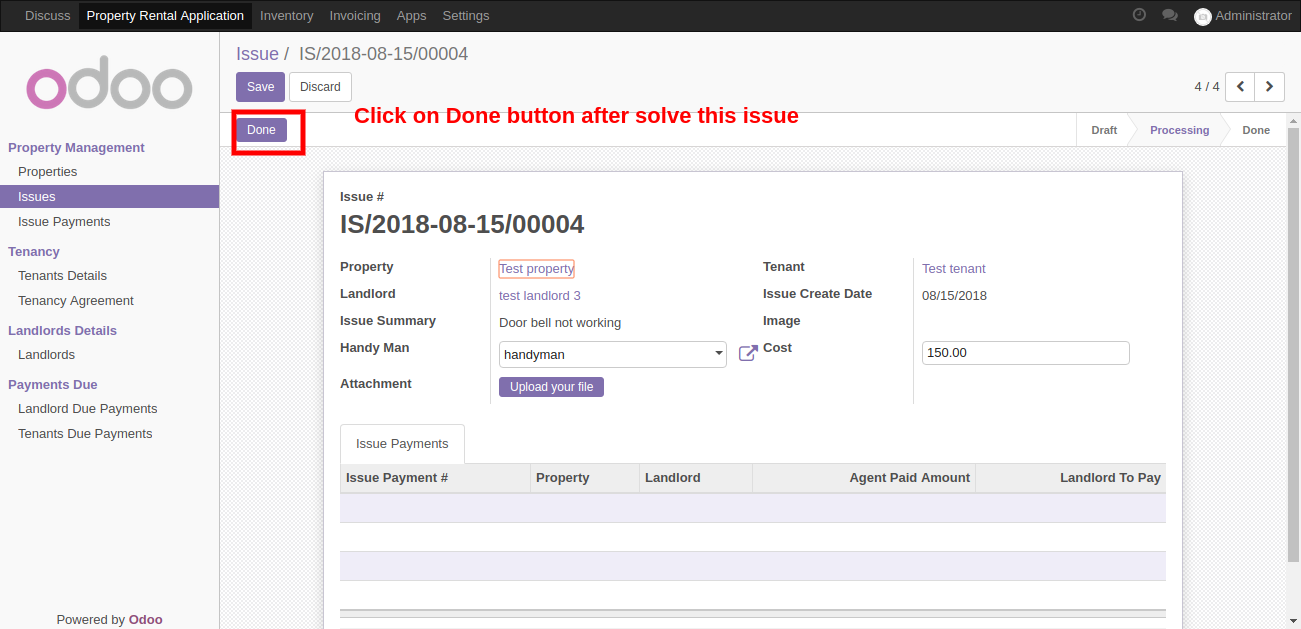 Discuss Property Rental Application Inventory Invoicing Apps Settings Administrator
odoo
Property Management
Properties
Issues
Issue Payments
Tenancy
Tenants Details
Tenancy Agreement
Landlords Details
Landlords
Payments Due
Landlord Due Payments
Tenants Due Payments
Powered by Odoo
Issue / IS/2018-08-15/00004
Save Discard 4 / 4
Click on Done button after solve this issue
Done Draft Processing Done
Issue #
IS/2018-08-15/00004
Property Test property Tenant Test tenant
Landlord test landlord 3 Issue Create Date 08/15/2018
Issue Summary Door bell not working Image
Handy Man handyman Cost 150.00
Attachment Upload your file
Issue Payments
Issue Payment # Property Landlord Agent Paid Amount Landlord To Pay